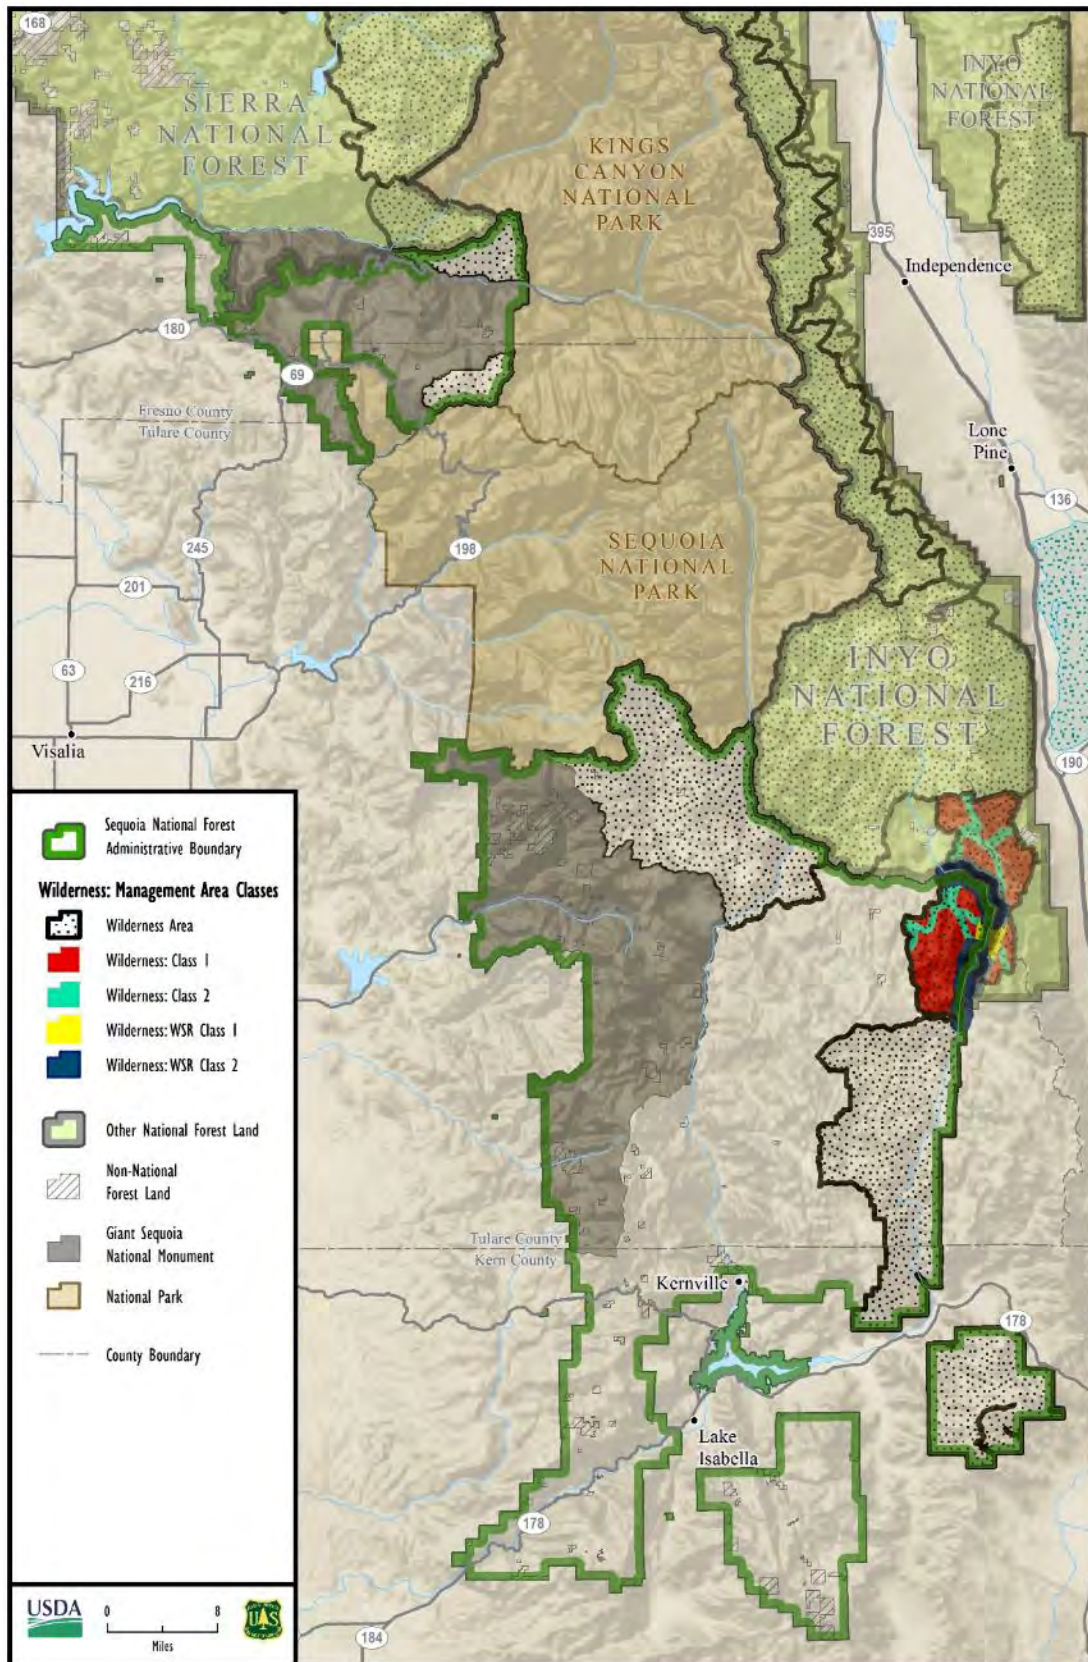 168
SIERRA
NATIONAL
FOREST
KINGS
CANYON
NATIONAL
PARK
INYO
NATIONAL
FOREST
395
Independence
180
69
Fresno County
Tulare County
Lone
Pine
136
245
198
201
SEQUOIA
NATIONAL
PARK
63
216
INYO
NATIONAL
FOREST
Visalia
190
Sequoia National Forest
Administrative Boundary
Wilderness: Management Area Classes
Wilderness Area
Wilderness: Class 1
Wilderness: Class 2
Wilderness: WSR Class 1
Wilderness: WSR Class 2
Other National Forest Land
Non-National
Forest Land
Giant Sequoia
National Monument
National Park
County Boundary
Tulare County
Kern County
Kernville
178
Lake
Isabella
178
184
USDA
0 8
Miles
U S